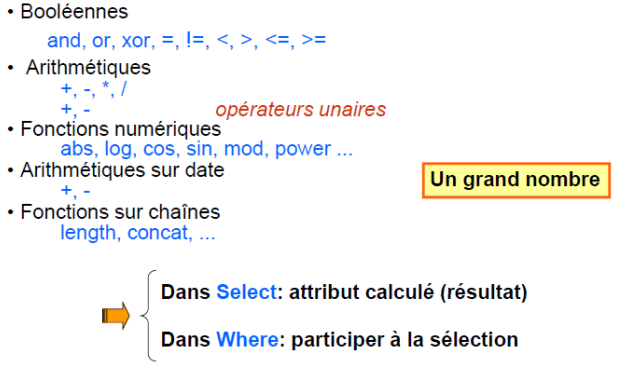 • Booléennes
and, or, xor, =, !=, <, >, <=, >=
• Arithmétiques
+, -, *, /
+, - opérateurs unaires
• Fonctions numériques
abs, log, cos, sin, mod, power ...
• Arithmétiques sur date
+, -
Un grand nombre
• Fonctions sur chaînes
length, concat, ...
Dans Select: attribut calculé (résultat)
Dans Where: participer à la sélection